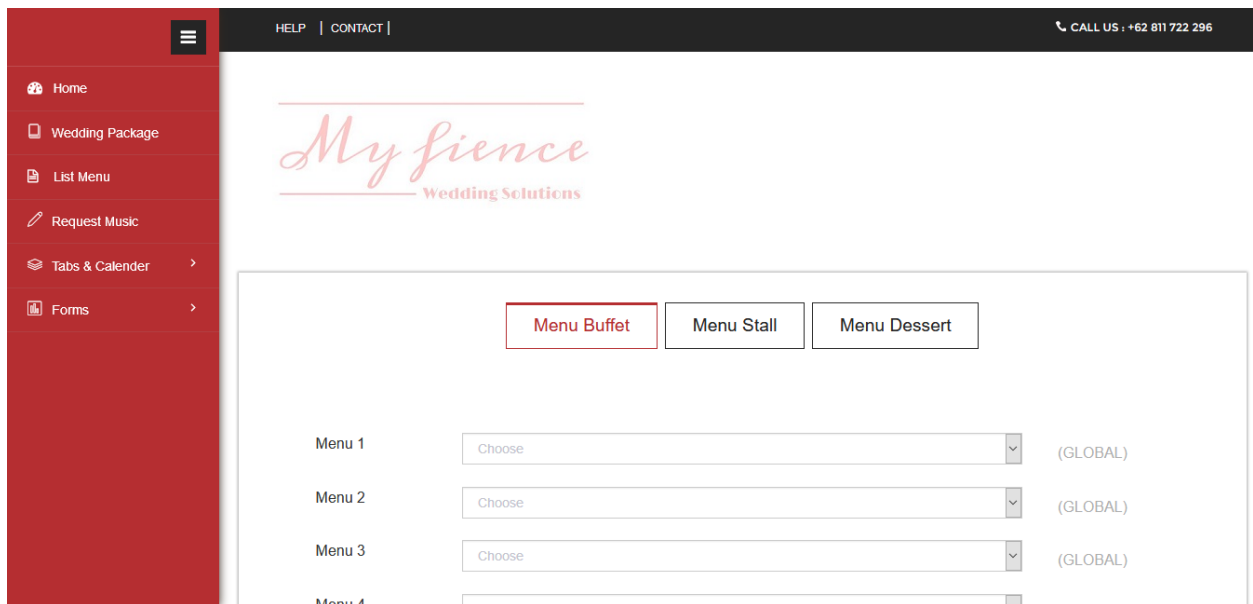 HELP | CONTACT |
CALL US : +62 811 722 296
Home
Wedding Package
List Menu
Request Music
Tabs & Calender
Forms
My fience
Wedding Solutions
Menu Buffet
Menu Stall
Menu Dessert
Menu 1 Choose (GLOBAL)
Menu 2 Choose (GLOBAL)
Menu 3 Choose (GLOBAL)
Menu 4